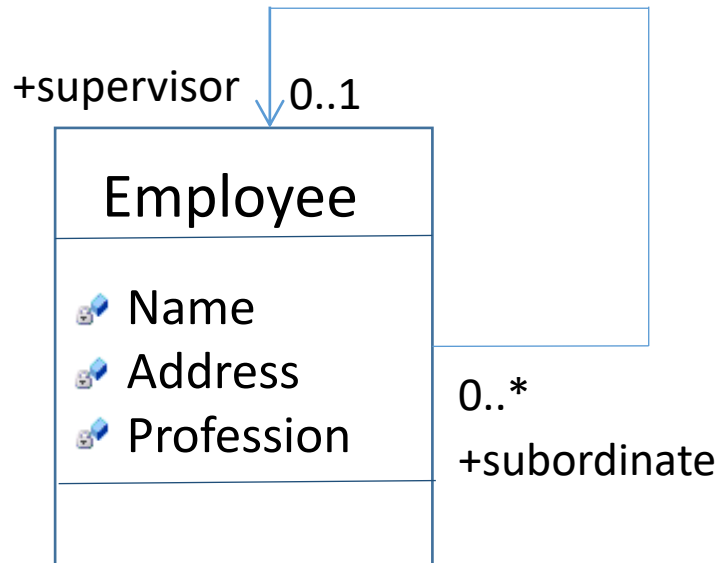 +supervisor 0..1
Employee
Name
Address
Profession
0..*
+subordinate